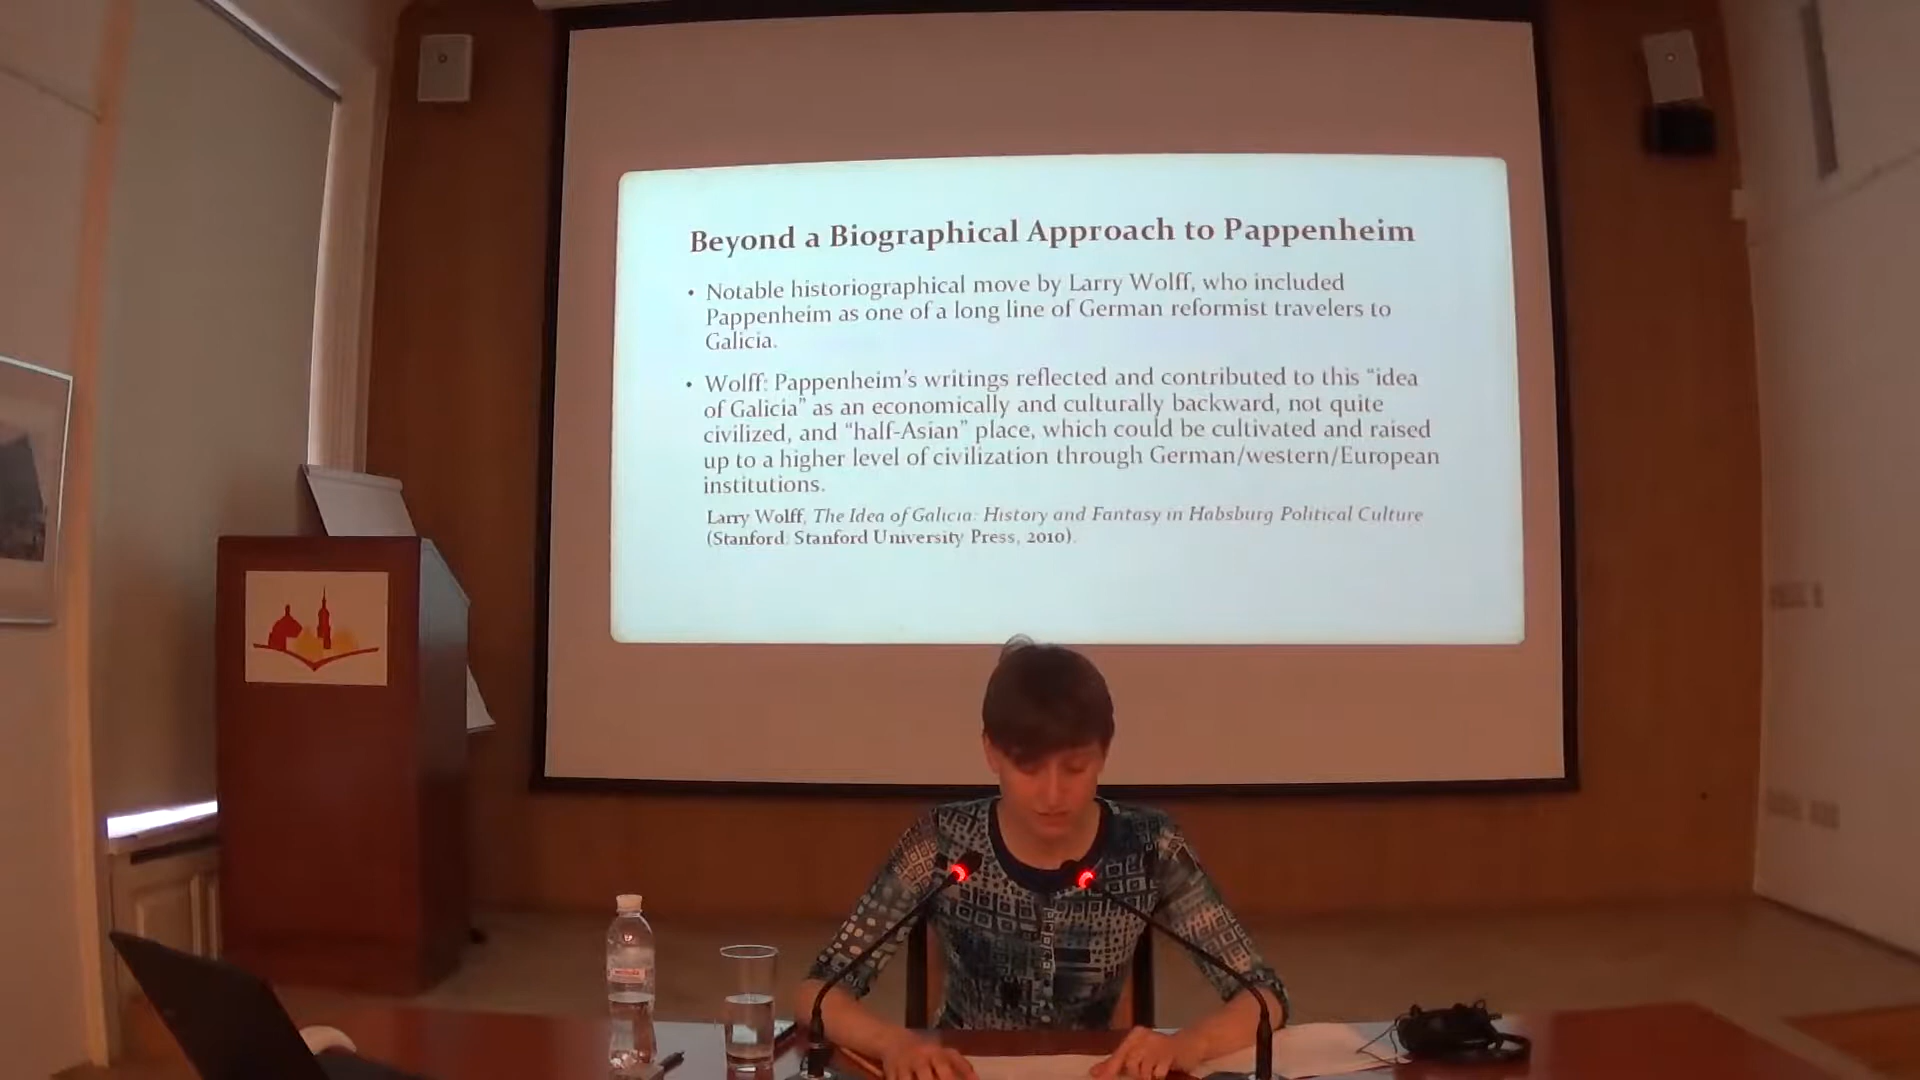 Beyond a Biographical Approach to Pappenheim
• Notable historiographical move by Larry Wolff, who included
Pappenheim as one of a long line of German reformist travelers to
Galicia.
• Wolff: Pappenheim's writings reflected and contributed to this “idea
of Galicia” as an economically and culturally backward, not quite
civilized, and “half-Asian” place, which could be cultivated and raised
up to a higher level of civilization through German/western/European
institutions.
Larry Wolff, The Idea of Galicia: History and Fantasy in Habsburg Political Culture
(Stanford: Stanford University Press, 2010).